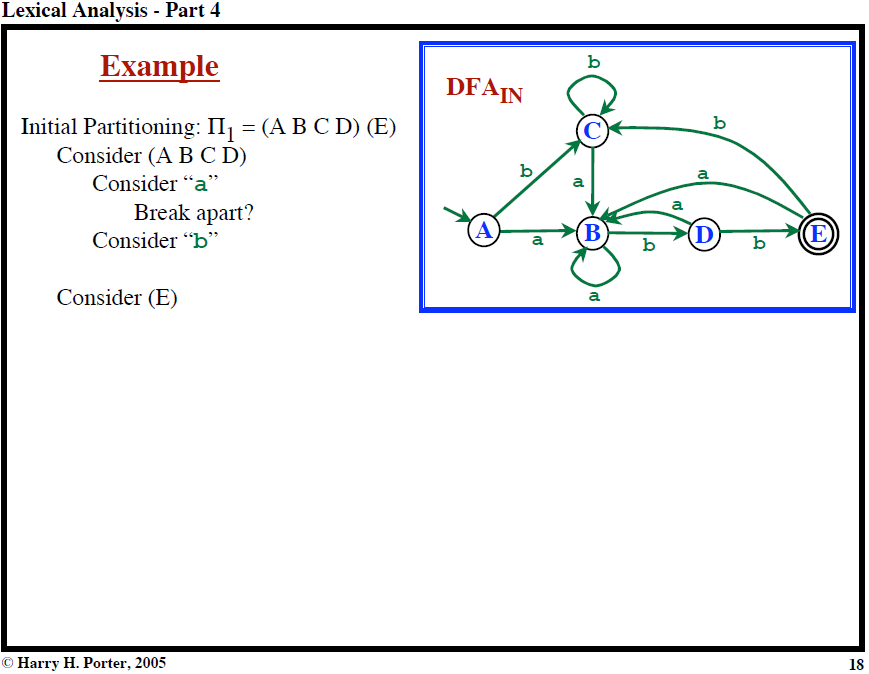 Lexical Analysis - Part 4
Example
Initial Partitioning: Π1 = (A B C D) (E)
Consider (A B C D)
Consider “a”
Break apart?
Consider “b”
Consider (E)
DFAIN
b
C
b
b
a
a
a
A
a
B
b
D
b
E
a
© Harry H. Porter, 2005
18